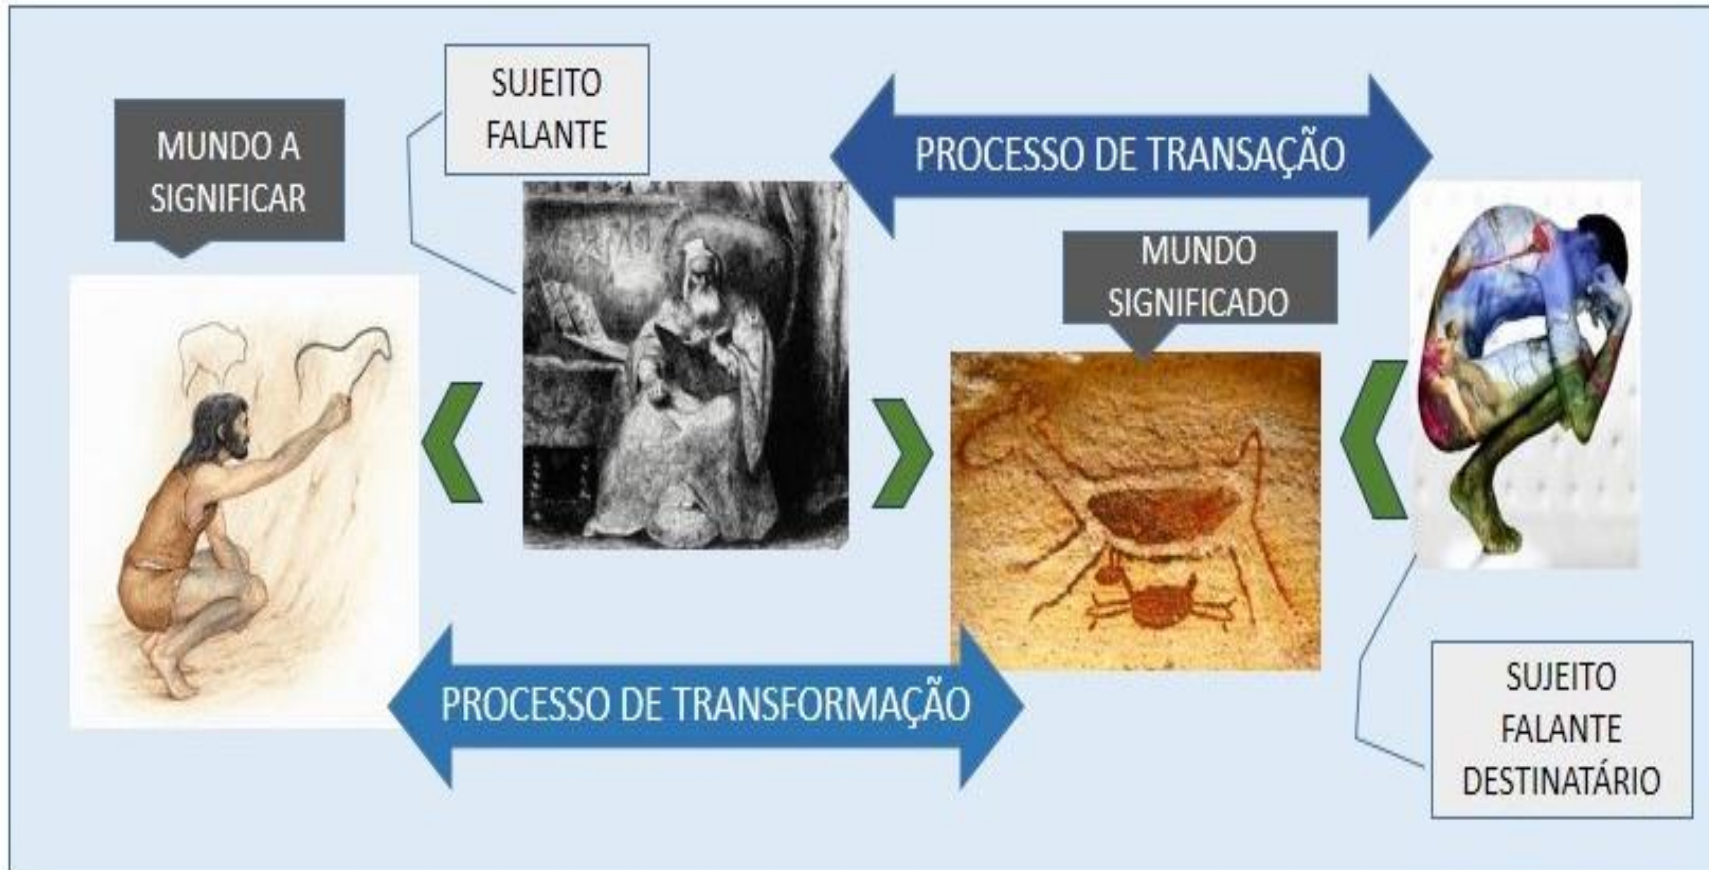 MUNDO A
SIGNIFICAR
SUJEITO
FALANTE
PROCESSO DE TRANSAÇÃO
MUNDO
SIGNIFICADO
PROCESSO DE TRANSFORMAÇÃO
SUJEITO
FALANTE
DESTINATÁRIO